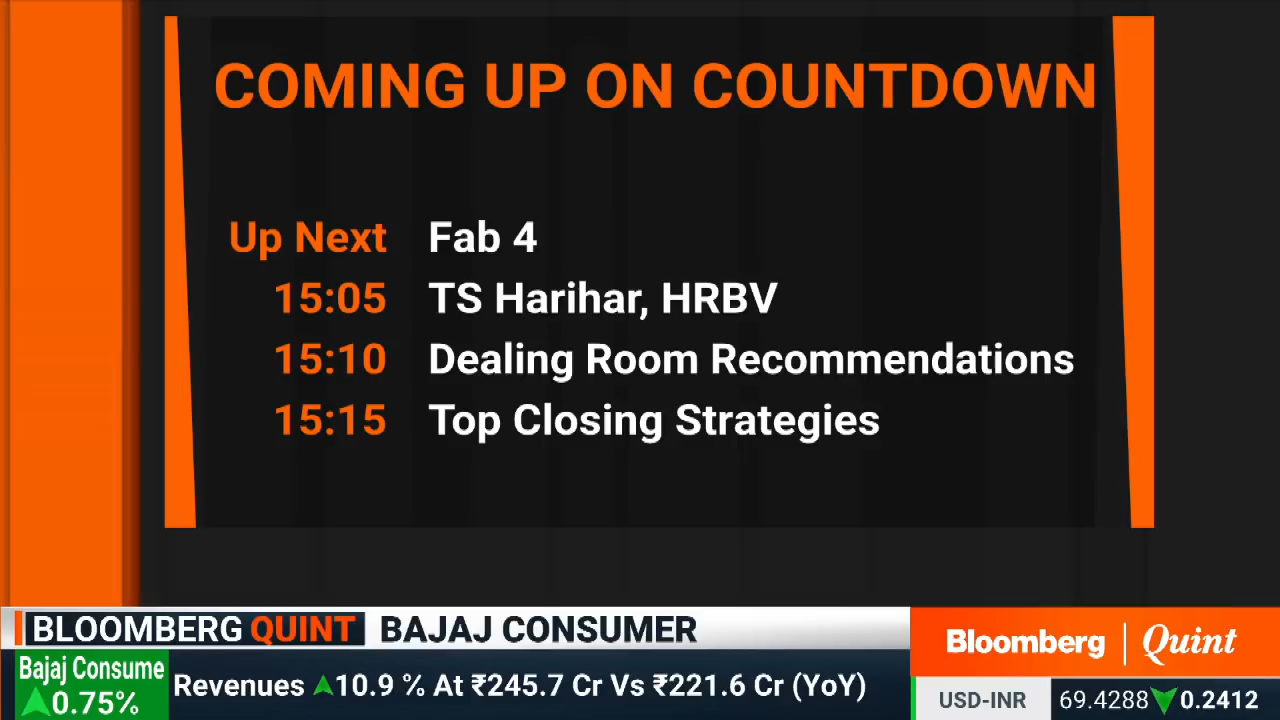 COMING UP ON COUNTDOWN
Up Next Fab 4
15:05 TS Harihar, HRBV
15:10 Dealing Room Recommendations
15:15 Top Closing Strategies
BLOOMBERG QUINT BAJAJ CONSUMER
Bloomberg | Quint
Bajaj Consume
▲0.75%
Revenues ▲10.9 % At ₹245.7 Cr Vs ₹221.6 Cr (YoY)
USD-INR 69.4288▼0.2412